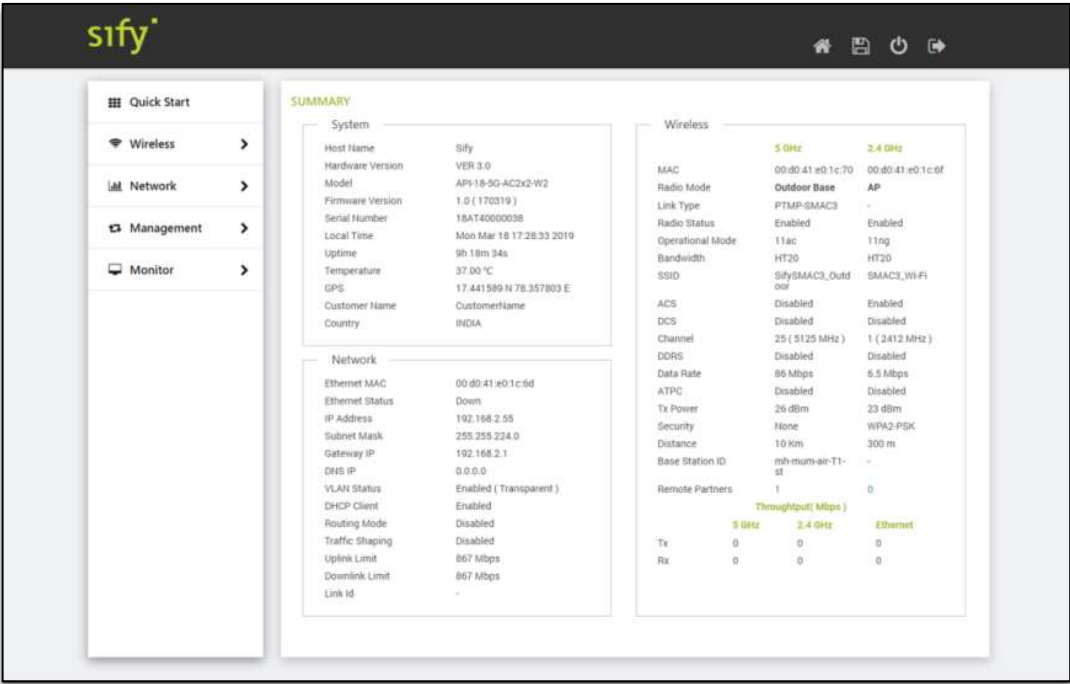 sify
Quick Start
Wireless
Network
Management
Monitor
SUMMARY
System
Host Name Sify
Hardware Version VER 3.0
Model API-18-5G-AC2x2-W2
Firmware Version 1.0 ( 170319 )
Serial Number 18AT40000038
Local Time Mon Mar 18 17:28:33 2019
Uptime 9h 18m 34s
Temperature 37.00 °C
GPS 17.441589 N 78.357803 E
Customer Name CustomerName
Country INDIA
Network
Ethernet MAC 00:d0:41:e0:1c:6d
Ethernet Status Down
IP Address 192.168.2.55
Subnet Mask 255.255.224.0
Gateway IP 192.168.2.1
DNS IP 0.0.0.0
VLAN Status Enabled ( Transparent )
DHCP Client Enabled
Routing Mode Disabled
Traffic Shaping Disabled
Uplink Limit 867 Mbps
Downlink Limit 867 Mbps
Link Id -
Wireless
5 GHz 2.4 GHz
MAC 00:d0:41:e0:1c:70 00:d0:41:e0:1c:6f
Radio Mode Outdoor Base AP
Link Type PTMP-SMAC3 -
Radio Status Enabled Enabled
Operational Mode 11ac 11ng
Bandwidth HT20 HT20
SSID SifySMAC3_Outd SMAC3_Wi-Fi
oor
ACS Disabled Enabled
DCS Disabled Disabled
Channel 25 ( 5125 MHz ) 1 ( 2412 MHz )
DDRS Disabled Disabled
Data Rate 86 Mbps 6.5 Mbps
ATPC Disabled Disabled
Tx Power 26 dBm 23 dBm
Security None WPA2-PSK
Distance 10 Km 300 m
Base Station ID mh-mum-air-T1- -
st
Remote Partners 1 0
Throughtput( Mbps )
5 GHz 2.4 GHz Ethernet
Tx 0 0 0
Rx 0 0 0